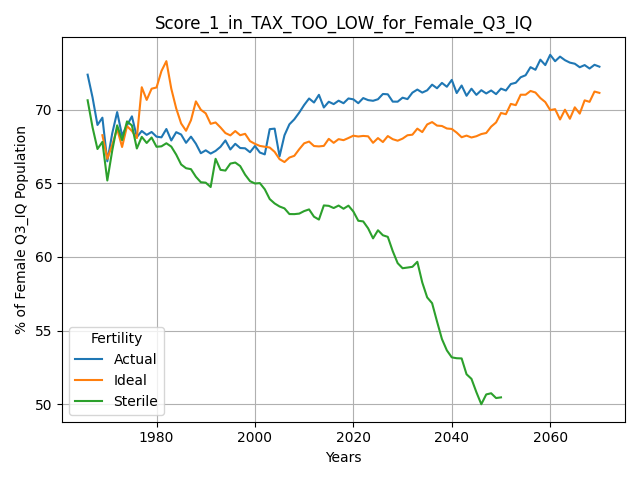 Score_1_in_TAX_TOO_LOW_for_Female_Q3_IQ
% of Female Q3_IQ Population
70
65
60
55
50
Fertility
Actual
Ideal
Sterile
1980 2000 2020 2040 2060
Years